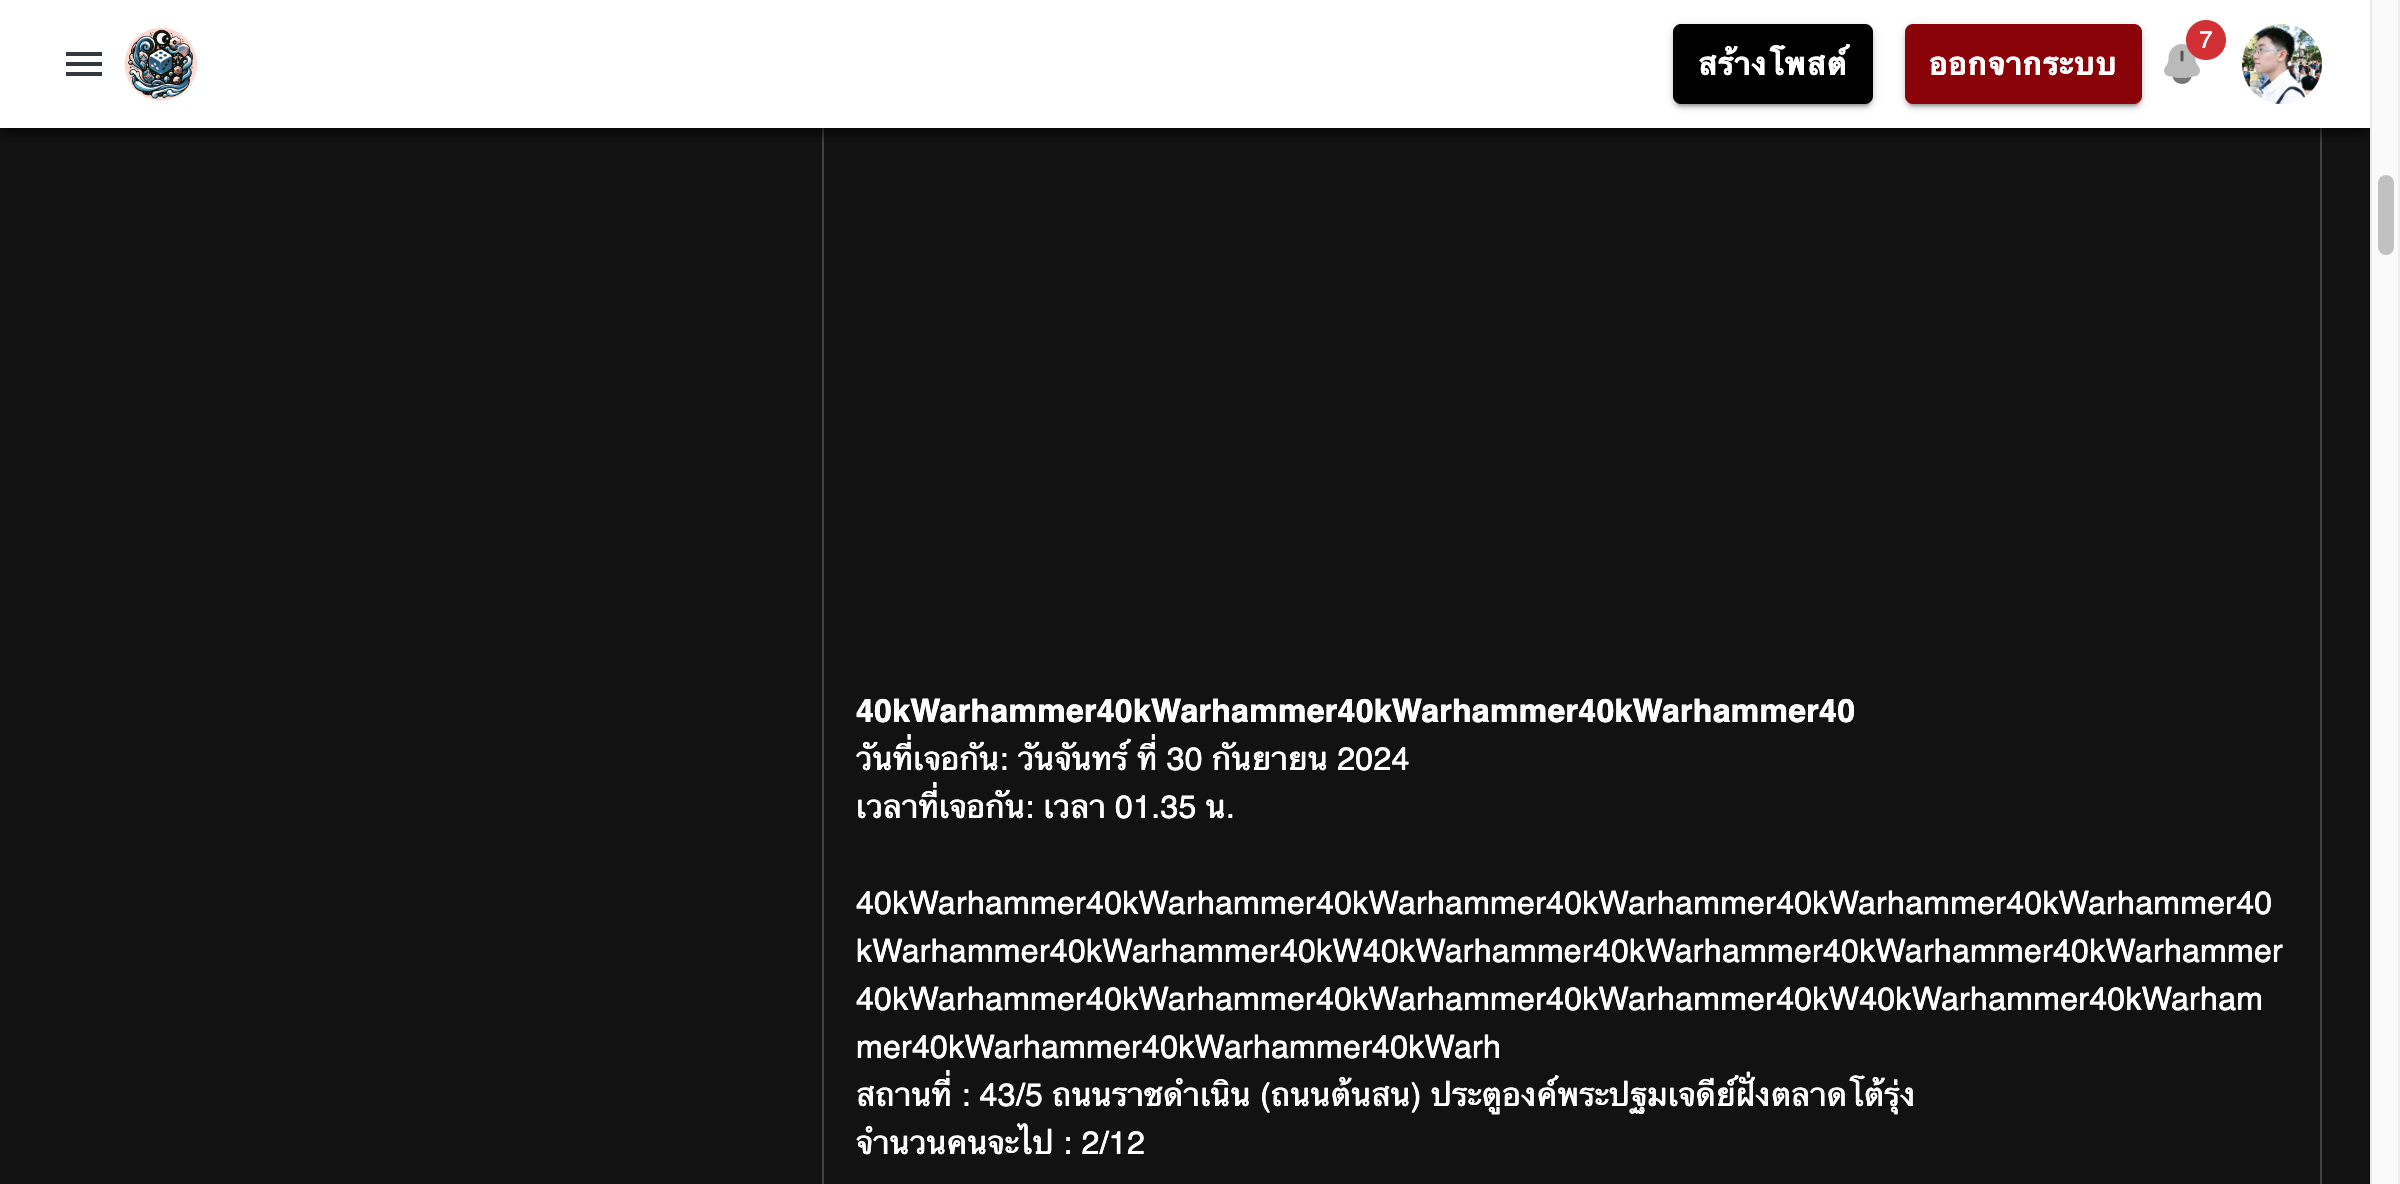 สร้างโพสต์
ออกจากระบบ
7
40kWarhammer40kWarhammer40kWarhammer40kWarhammer40
วันที่เจอกัน: วันจันทร์ ที่ 30 กันยายน 2024
เวลาที่เจอกัน: เวลา 01.35 น.
40kWarhammer40kWarhammer40kWarhammer40kWarhammer40kWarhammer40kWarhammer40
kWarhammer40kWarhammer40kW40kWarhammer40kWarhammer40kWarhammer40kWarhammer
40kWarhammer40kWarhammer40kWarhammer40kWarhammer40kW40kWarhammer40kWarham
mer40kWarhammer40kWarhammer40kWarh
สถานที่ : 43/5 ถนนราชดำเนิน (ถนนต้นสน) ประตูองค์พระปฐมเจดีย์ฝั่งตลาดโต้รุ่ง
จำนวนคนจะไป : 2/12